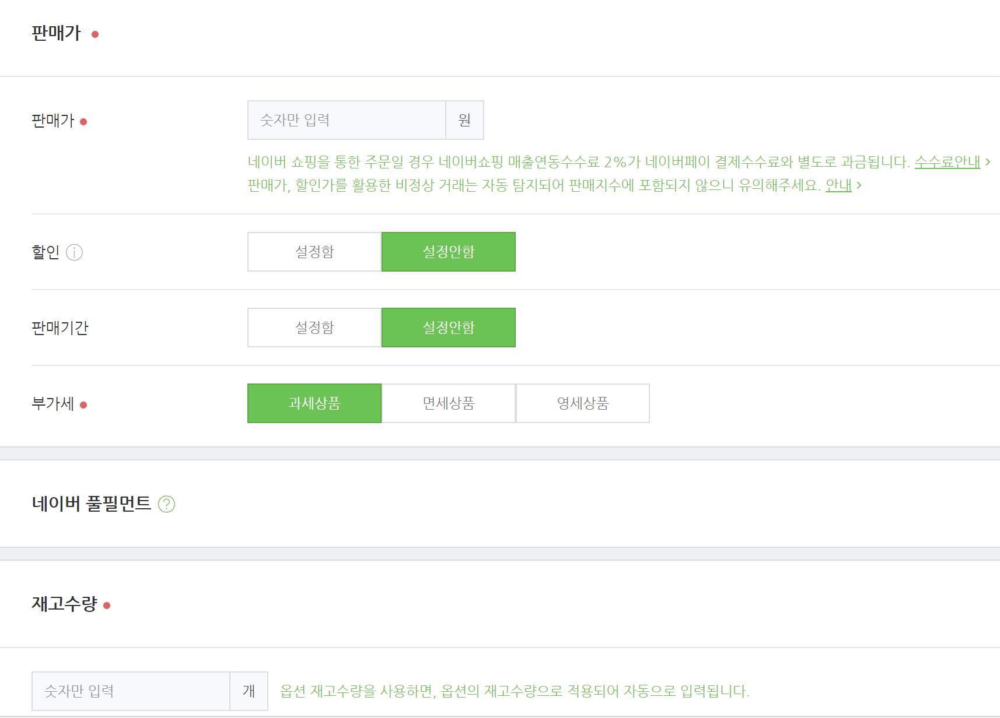 판매가
판매가
숫자만 입력 원
네이버 쇼핑을 통한 주문일 경우 네이버쇼핑 매출연동수수료 2%가 네이버페이 결제수수료와 별도로 과금됩니다. 수수료안내 >
판매가, 할인가를 활용한 비정상 거래는 자동 탐지되어 판매지수에 포함되지 않으니 유의해주세요. 안내 >
할인 ⓘ
설정함 설정안함
판매기간
설정함 설정안함
부가세
과세상품 면세상품 영세상품
네이버 풀필먼트 ?
재고수량
숫자만 입력 개 옵션 재고수량을 사용하면, 옵션의 재고수량으로 적용되어 자동으로 입력됩니다.